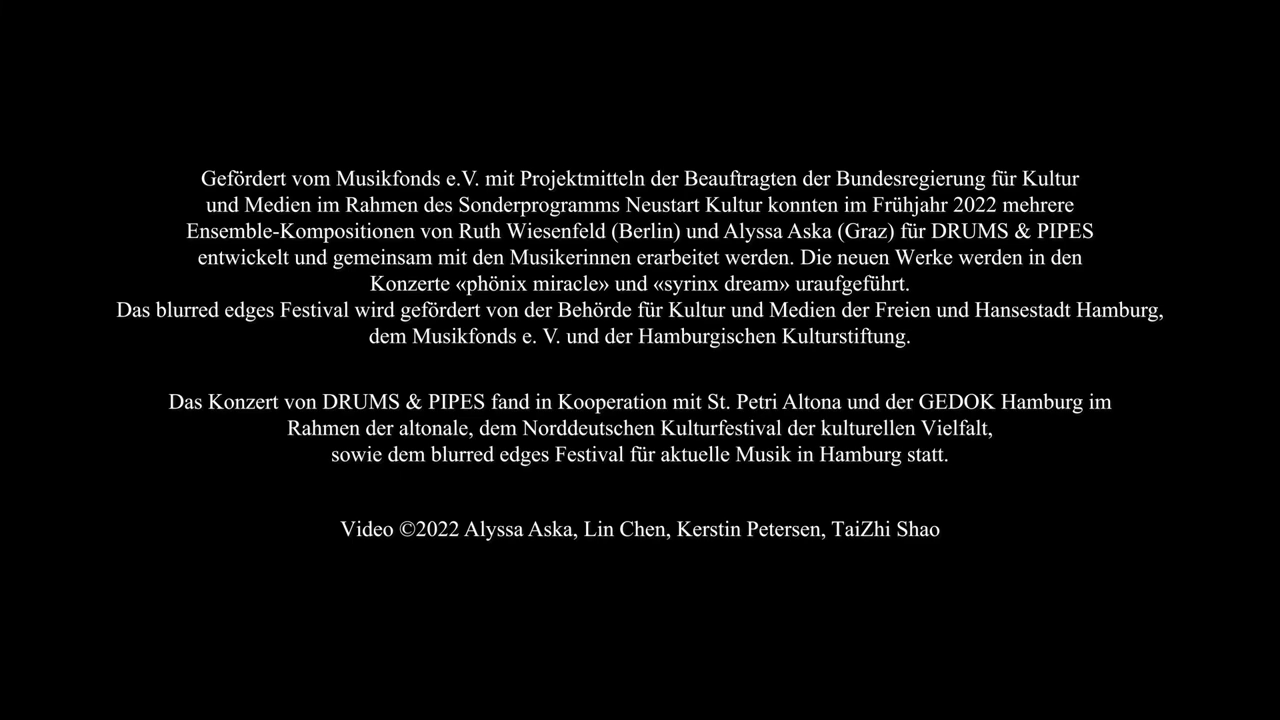 Gefördert vom Musikfonds e.V. mit Projektmitteln der Beauftragten der Bundesregierung für Kultur
und Medien im Rahmen des Sonderprogramms Neustart Kultur konnten im Frühjahr 2022 mehrere
Ensemble-Kompositionen von Ruth Wiesenfeld (Berlin) und Alyssa Aska (Graz) für DRUMS & PIPES
entwickelt und gemeinsam mit den Musikerinnen erarbeitet werden. Die neuen Werke werden in den
Konzerte «phönix miracle» und «syrinx dream» uraufgeführt.
Das blurred edges Festival wird gefördert von der Behörde für Kultur und Medien der Freien und Hansestadt Hamburg,
dem Musikfonds e. V. und der Hamburgischen Kulturstiftung.
Das Konzert von DRUMS & PIPES fand in Kooperation mit St. Petri Altona und der GEDOK Hamburg im
Rahmen der altonale, dem Norddeutschen Kulturfestival der kulturellen Vielfalt,
sowie dem blurred edges Festival für aktuelle Musik in Hamburg statt.
Video ©2022 Alyssa Aska, Lin Chen, Kerstin Petersen, TaiZhi Shao